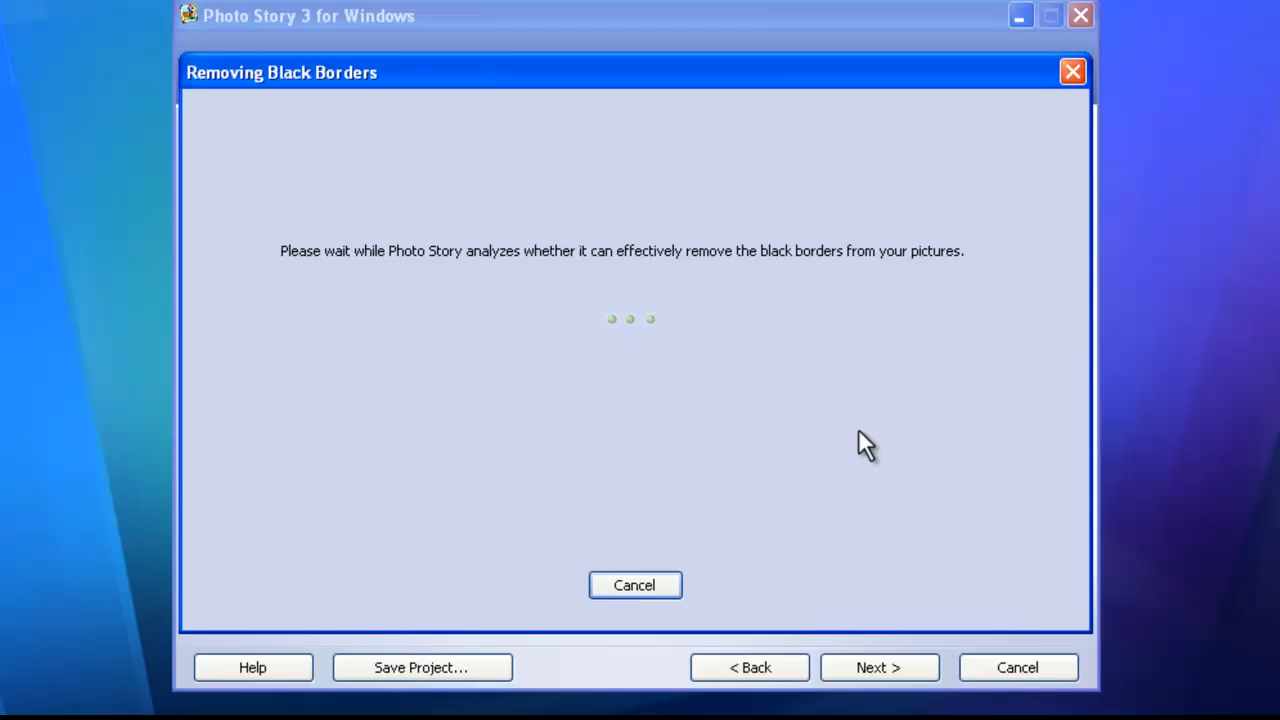 Photo Story 3 for Windows
Removing Black Borders
Please wait while Photo Story analyzes whether it can effectively remove the black borders from your pictures.
Cancel
Help
Save Project...
< Back
Next >
Cancel